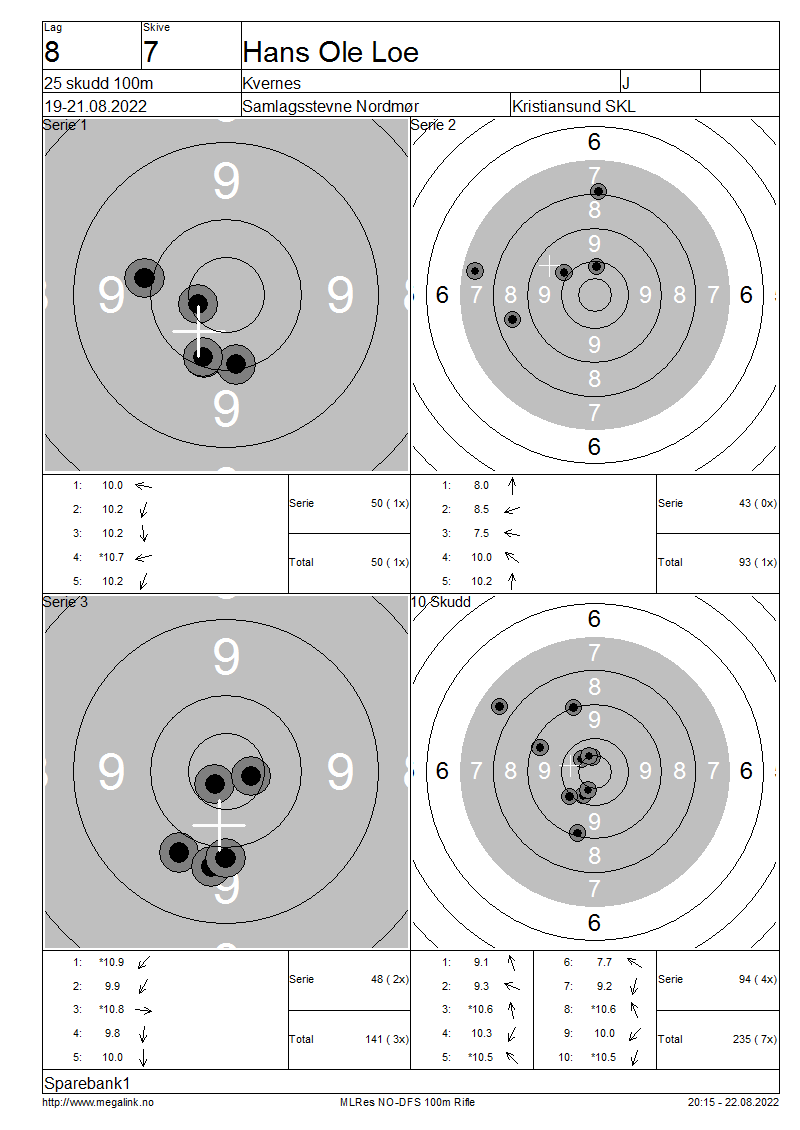 Lag Skive
8 7 Hans Ole Loe
25 skudd 100m Kvernes J
19-21.08.2022 Samlagsstevne Nordmør Kristiansund SKL
Serie 1
9
9 9
9
8
8
1: 10.0
2: 10.2
3: 10.2
4: *10.7
5: 10.2
Serie 50 ( 1x)
Total 50 ( 1x)
Serie 2
6
7
8
9
6 7 8 9 9 8 7 6
9
8
7
6
1: 8.0
2: 8.5
3: 7.5
4: 10.0
5: 10.2
Serie 43 ( 0x)
Total 93 ( 1x)
Serie 3
9
9 9
9
8
8
1: *10.9
2: 9.9
3: *10.8
4: 9.8
5: 10.0
Serie 48 ( 2x)
Total 141 ( 3x)
10 Skudd
6
7
8
9
6 7 8 9 9 8 7 6
9
8
7
6
1: 9.1 6: 7.7
2: 9.3 7: 9.2
3: *10.6 8: *10.6
4: 10.3 9: 10.0
5: *10.5 10: *10.5
Serie 94 ( 4x)
Total 235 ( 7x)
Sparebank1
http://www.megalink.no MLRes NO-DFS 100m Rifle 20:15 - 22.08.2022